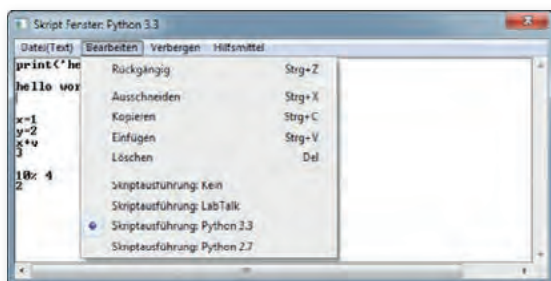 Skript Fenster: Python 3.3
Datei(Text) Bearbeiten Verbergen Hilfsmittel
print('he
hello wor
x=1
y=2
x+y
3
10% 4
2
Rückgängig Strg+Z
Ausschneiden Strg+X
Kopieren Strg+C
Einfügen Strg+V
Löschen Del
Skriptausführung: Kein
Skriptausführung: LabTalk
Skriptausführung: Python 3.3
Skriptausführung: Python 2.7